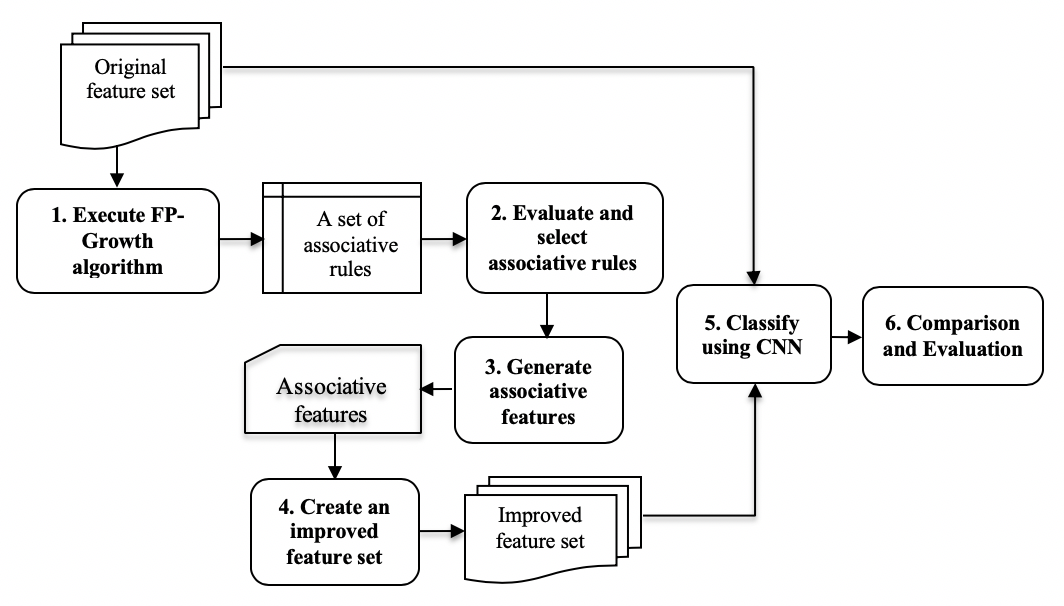 Original
feature set
1. Execute FP-
Growth
algorithm
A set of
associative
rules
2. Evaluate and
select
associative rules
3. Generate
associative
features
Associative
features
4. Create an
improved
feature set
Improved
feature set
5. Classify
using CNN
6. Comparison
and Evaluation